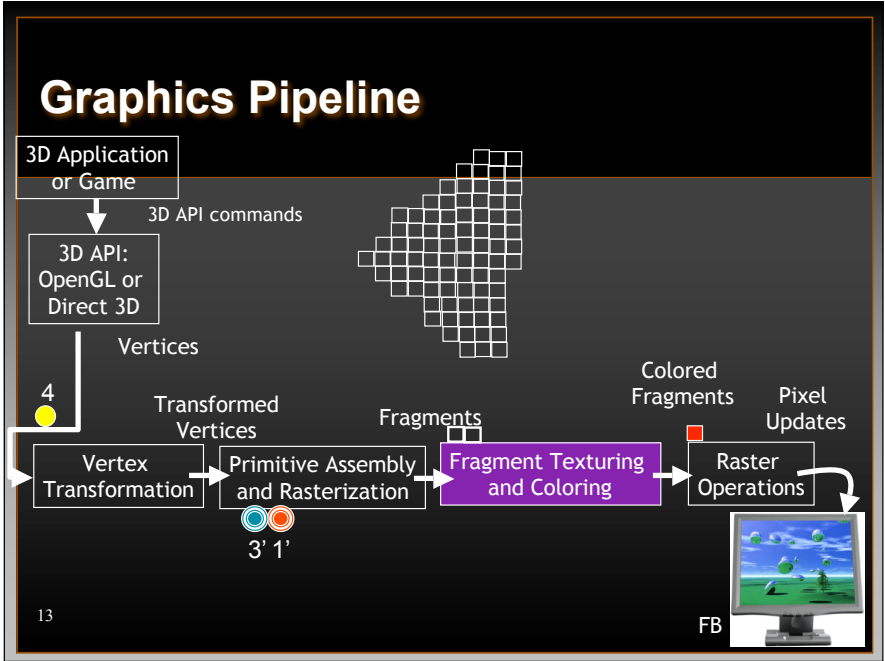 Graphics Pipeline
3D Application
or Game
3D API commands
3D API:
OpenGL or
Direct 3D
Vertices
4
Transformed
Vertices
Fragments
Colored
Fragments
Pixel
Updates
Vertex
Transformation
Primitive Assembly
and Rasterization
Fragment Texturing
and Coloring
Raster
Operations
3’ 1’
13
FB